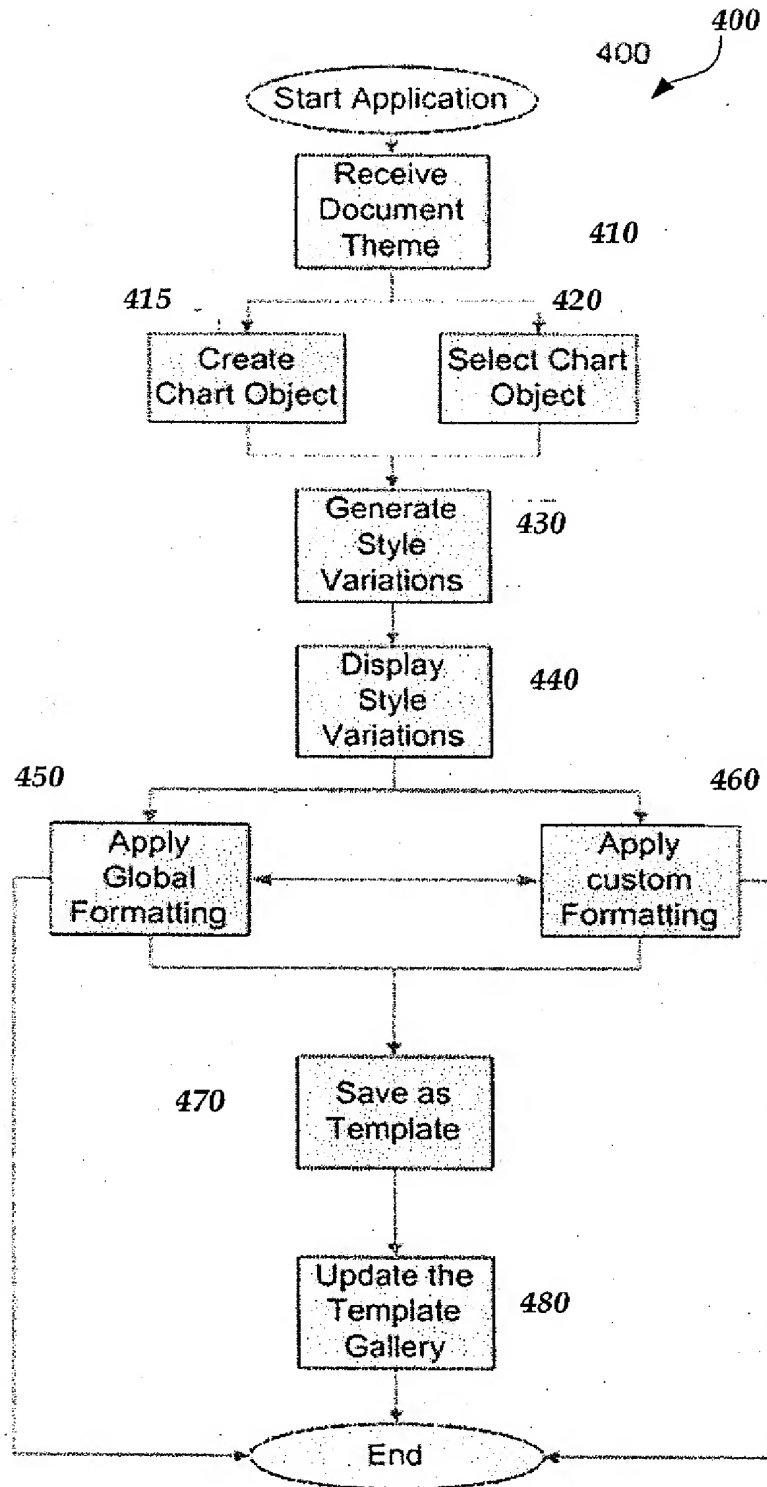 400
400
Start Application
Receive
Document
Theme
410
415
420
Create
Chart Object
Select Chart
Object
Generate
Style
Variations
430
Display
Style
Variations
440
450
460
Apply
Global
Formatting
Apply
custom
Formatting
470
Save as
Template
Update the
Template
Gallery
480
End